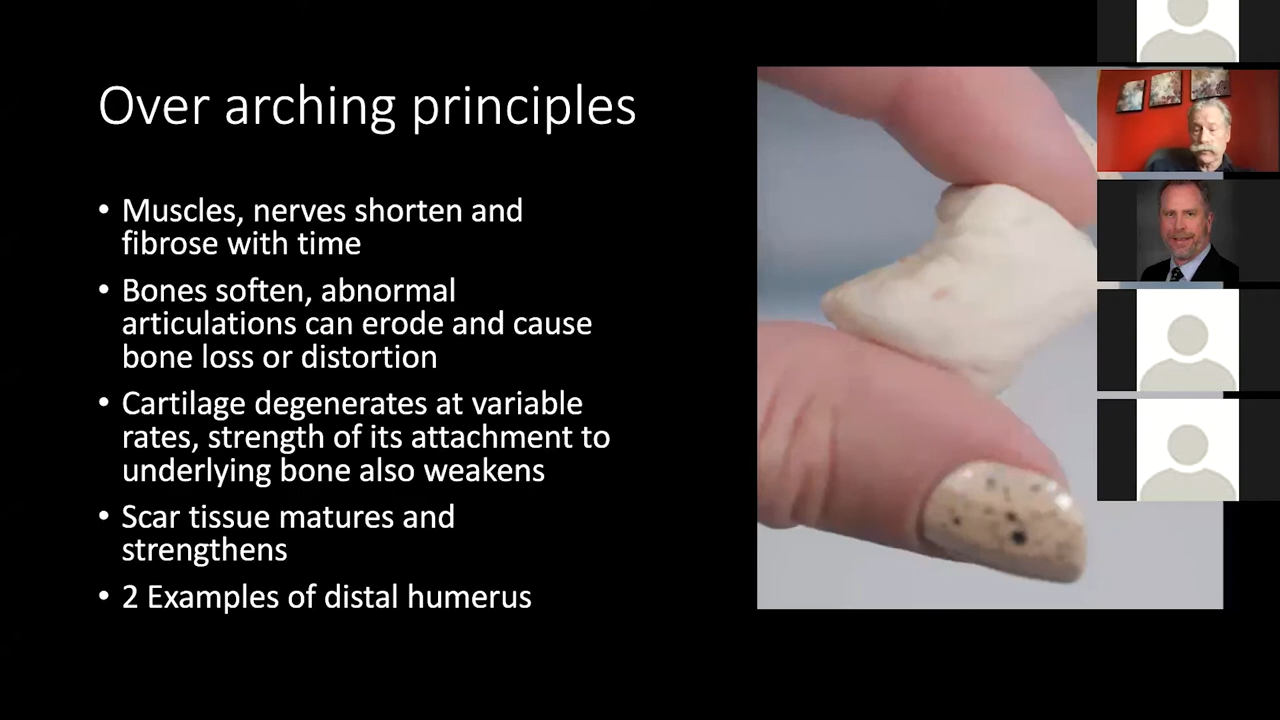 Over arching principles
• Muscles, nerves shorten and
fibrose with time
• Bones soften, abnormal
articulations can erode and cause
bone loss or distortion
• Cartilage degenerates at variable
rates, strength of its attachment to
underlying bone also weakens
• Scar tissue matures and
strengthens
• 2 Examples of distal humerus